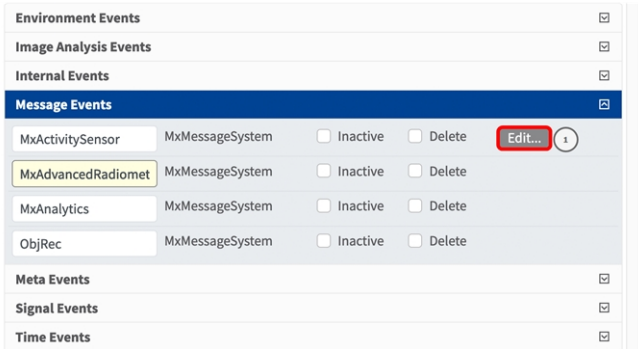 Environment Events
Image Analysis Events
Internal Events
Message Events
MxActivitySensor MxMessageSystem Inactive Delete Edit... 1
MxAdvancedRadiomet MxMessageSystem Inactive Delete
MxAnalytics MxMessageSystem Inactive Delete
ObjRec MxMessageSystem Inactive Delete
Meta Events
Signal Events
Time Events